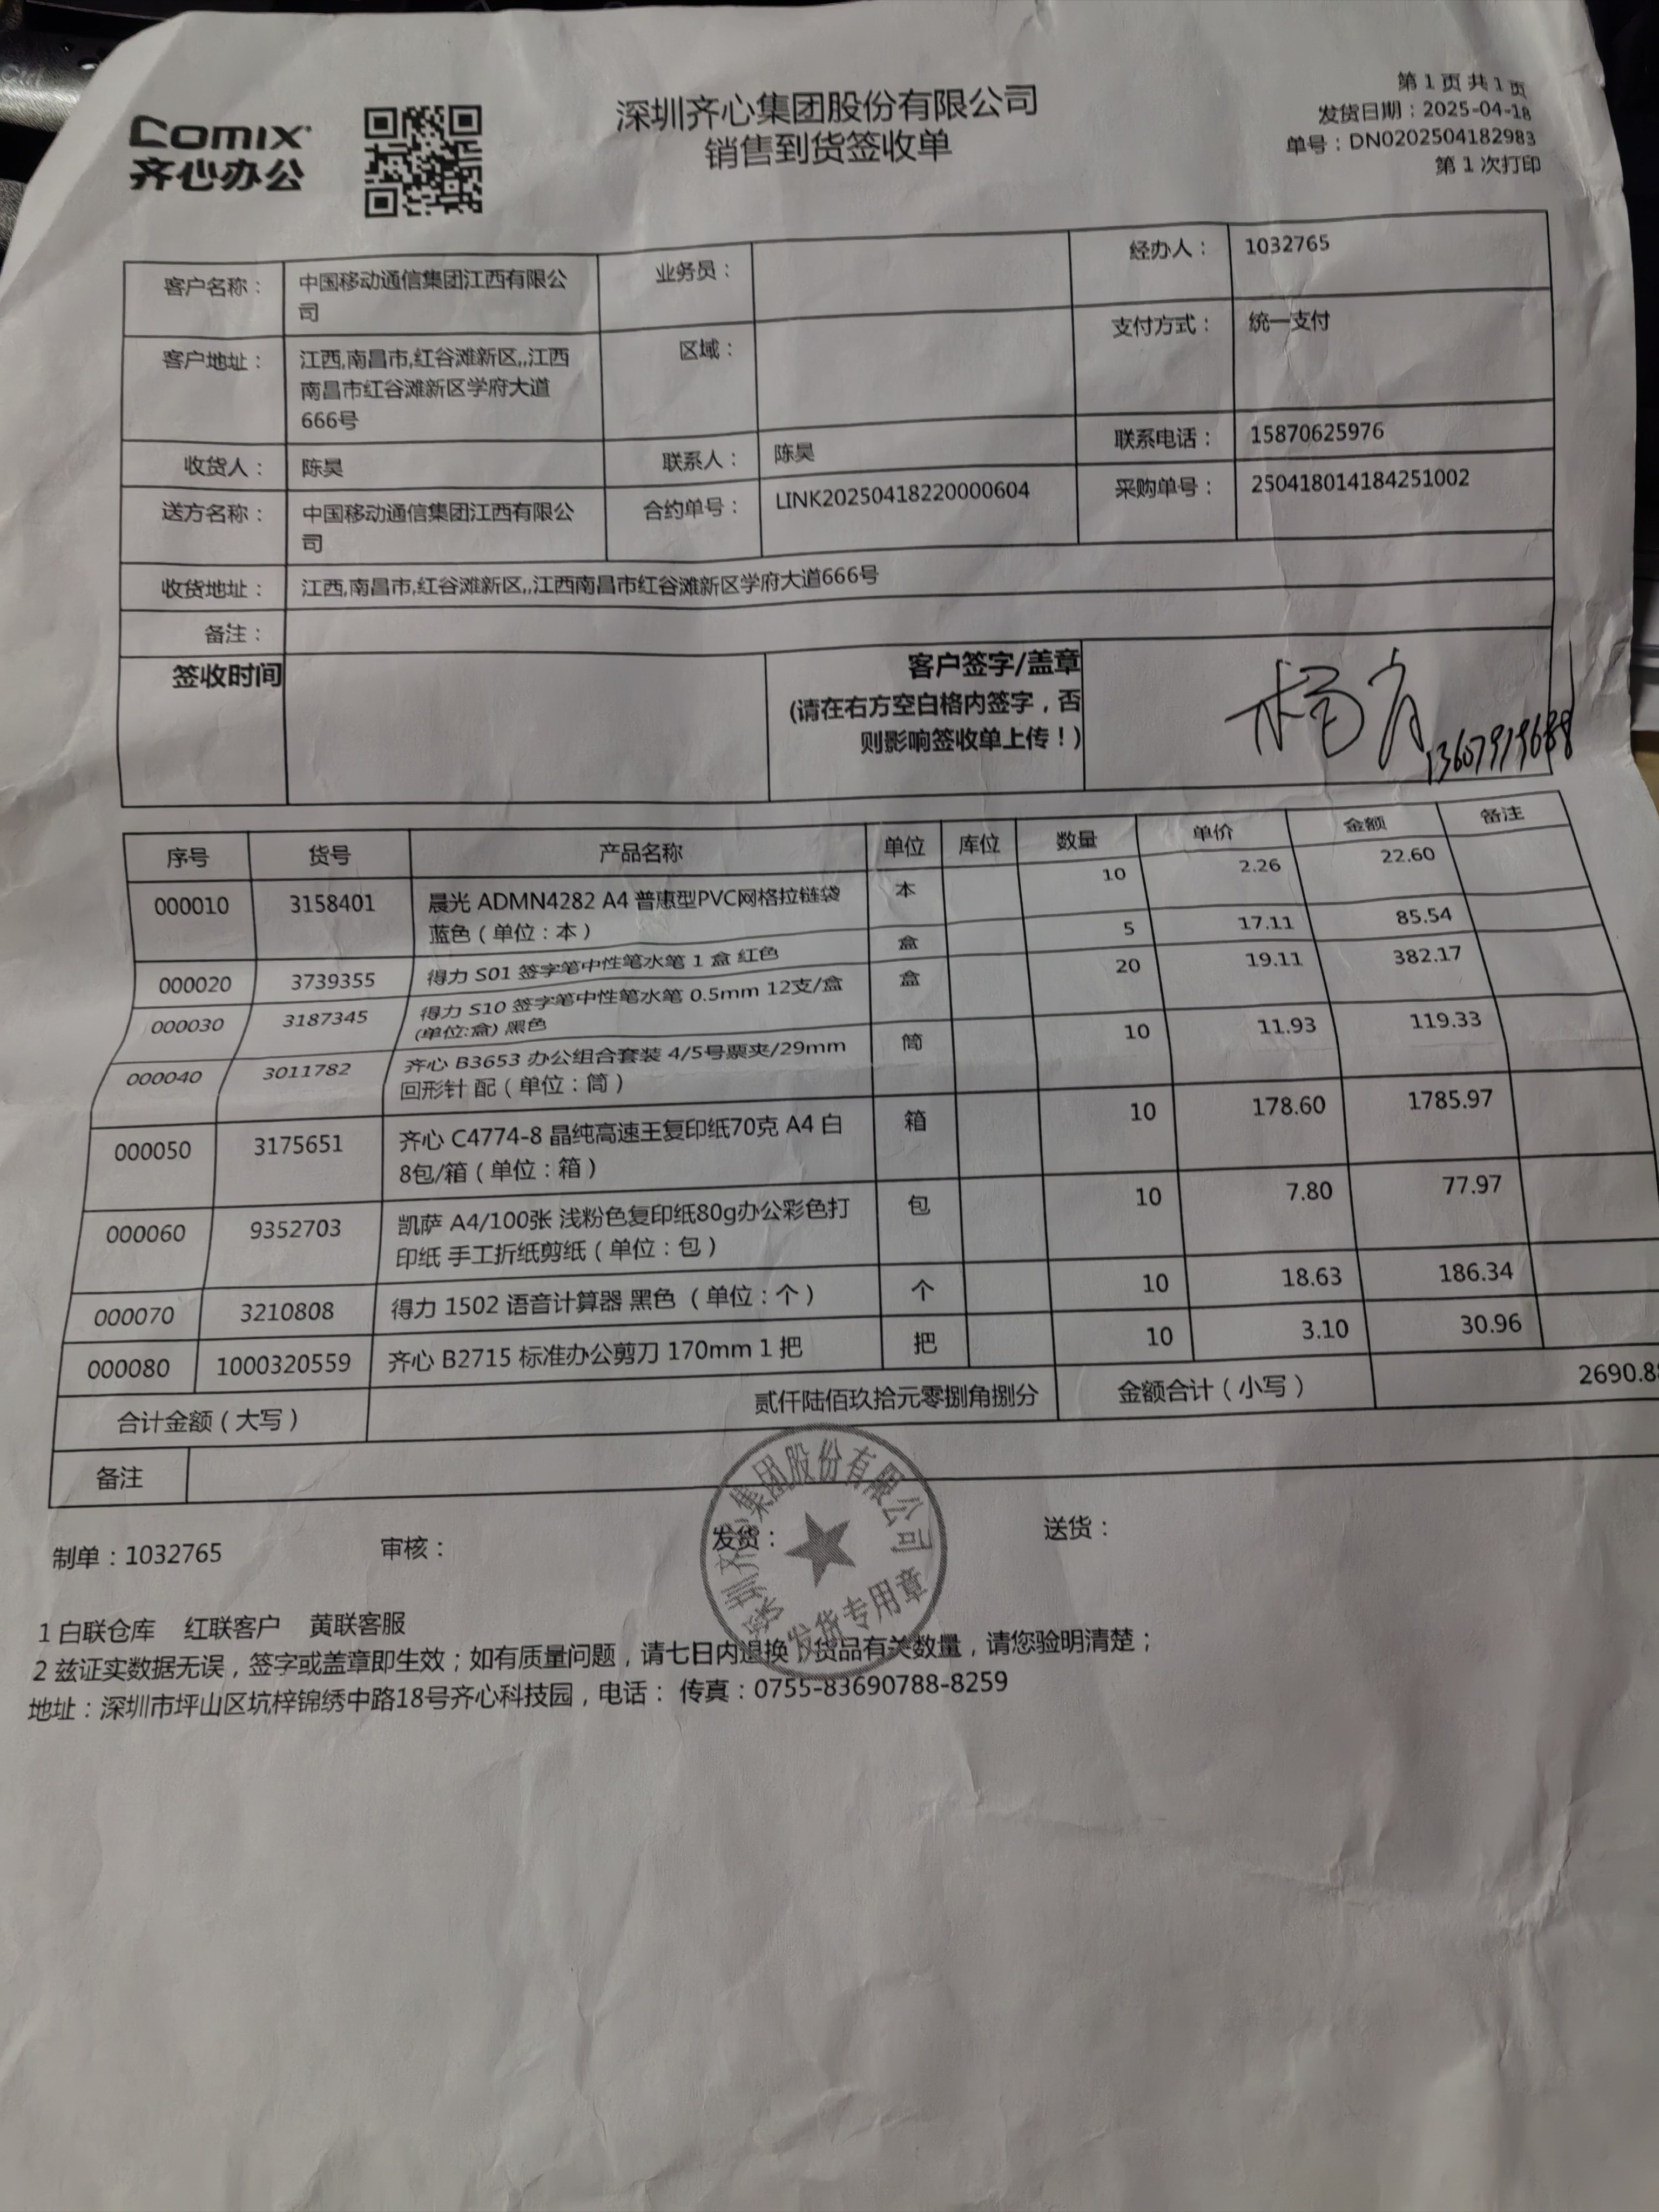 Comix
齐心办公
深圳齐心集团股份有限公司
销售到货签收单
第 1 页 共 1 页
发货日期：2025-04-18
单号：DN0202504182983
第 1 次打印
客户名称： 中国移动通信集团江西有限公
司
业务员：
经办人： 1032765
客户地址： 江西,南昌市,红谷滩新区,,江西
南昌市红谷滩新区学府大道
666号
区域：
支付方式： 统一支付
收货人： 陈昊 联系人： 陈昊 联系电话： 15870625976
送方名称： 中国移动通信集团江西有限公
司
合约单号： LINK20250418220000604 采购单号： 250418014184251002
收货地址： 江西,南昌市,红谷滩新区,,江西南昌市红谷滩新区学府大道666号
备注：
签收时间
客户签字/盖章
(请在右方空白格内签字，否
则影响签收单上传！)
13607919688
序号 货号 产品名称 单位 库位 数量 单价 金额 备注
000010 3158401 晨光 ADMN4282 A4 普惠型PVC网格拉链袋
蓝色（单位：本） 本 10 2.26 22.60
000020 3739355 得力 S01 签字笔中性笔水笔 1 盒 红色 盒 5 17.11 85.54
000030 3187345 得力 S10 签字笔中性笔水笔 0.5mm 12支/盒
(单位:盒) 黑色 盒 20 19.11 382.17
000040 3011782 齐心 B3653 办公组合套装 4/5号票夹/29mm
回形针 配（单位：筒） 筒 10 11.93 119.33
000050 3175651 齐心 C4774-8 晶纯高速王复印纸70克 A4 白
8包/箱（单位：箱） 箱 10 178.60 1785.97
000060 9352703 凯萨 A4/100张 浅粉色复印纸80g办公彩色打
印纸 手工折纸剪纸（单位：包） 包 10 7.80 77.97
000070 3210808 得力 1502 语音计算器 黑色 （单位：个） 个 10 18.63 186.34
000080 1000320559 齐心 B2715 标准办公剪刀 170mm 1 把 把 10 3.10 30.96
合计金额（大写） 贰仟陆佰玖拾元零捌角捌分 金额合计（小写） 2690.88
备注
制单：1032765 审核： 发货： 送货：
深圳齐心集团股份有限公司
发货专用章
1 白联仓库 红联客户 黄联客服
2 兹证实数据无误，签字或盖章即生效；如有质量问题，请七日内退换，货品有关数量，请您验明清楚；
地址：深圳市坪山区坑梓锦绣中路18号齐心科技园，电话： 传真：0755-83690788-8259